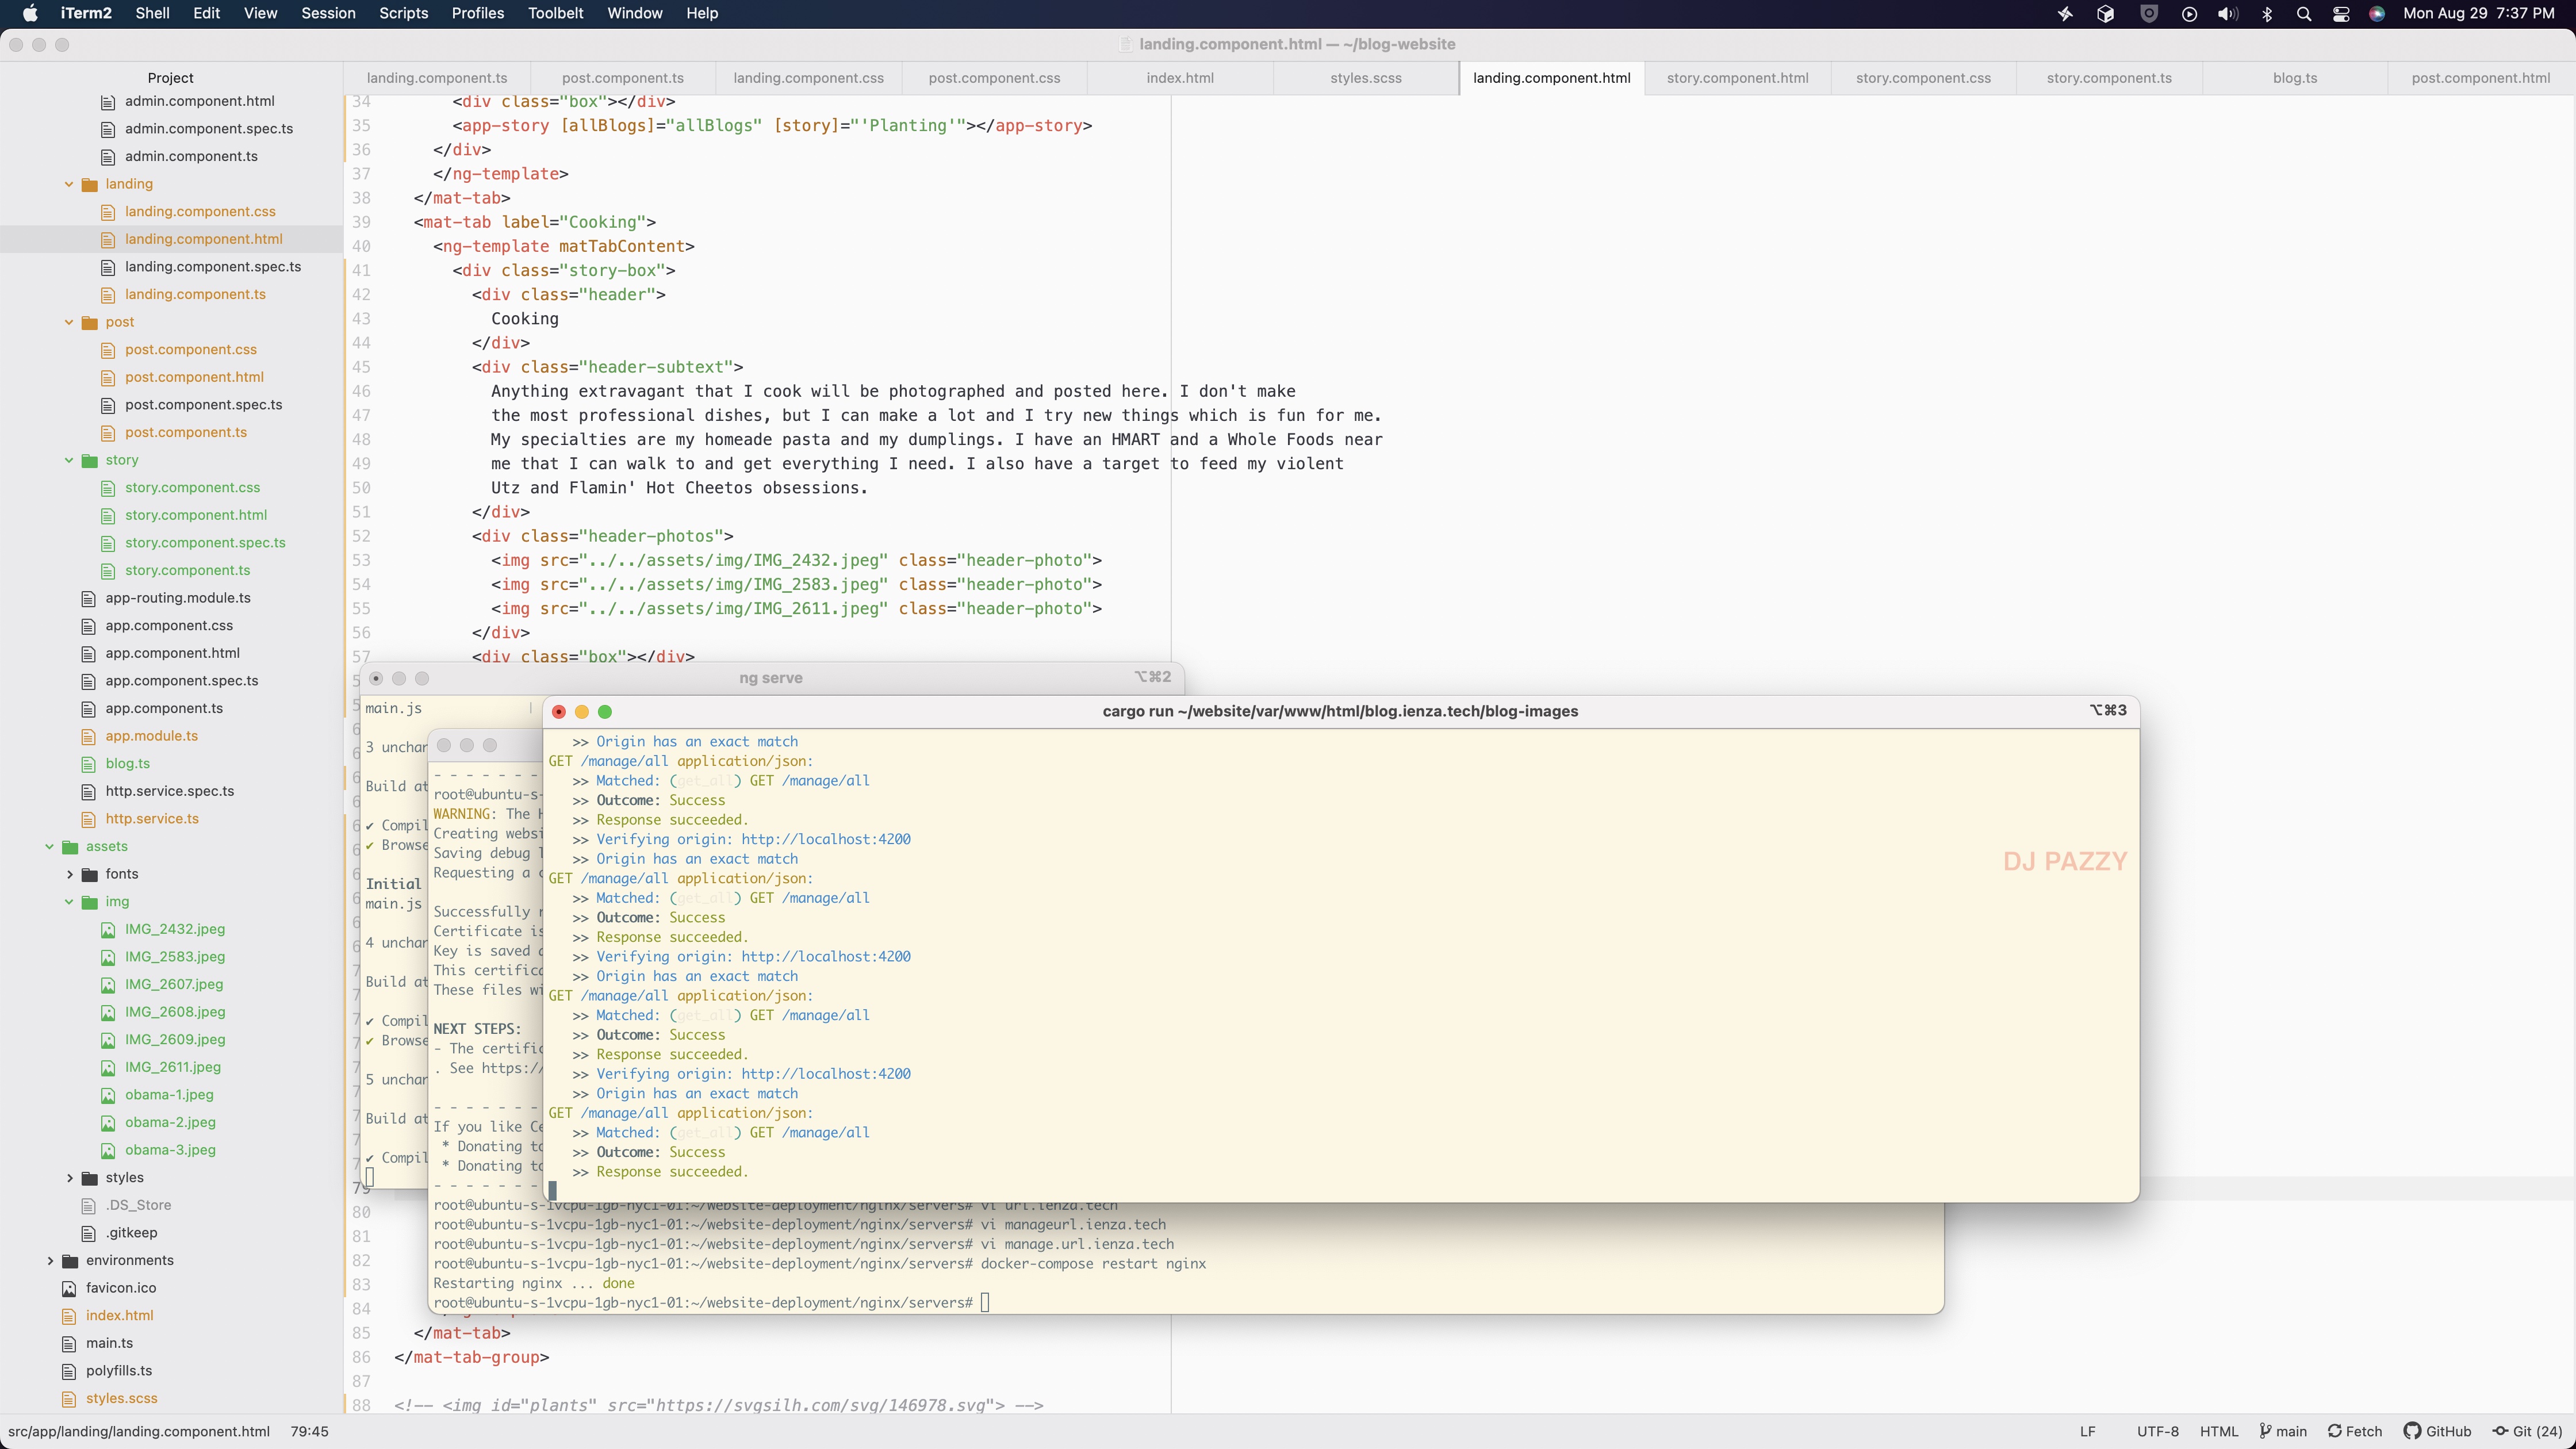 iTerm2 Shell Edit View Session Scripts Profiles Toolbelt Window Help Mon Aug 29 7:37 PM
landing.component.html — ~/blog-website
Project
landing.component.ts post.component.ts landing.component.css post.component.css index.html styles.scss landing.component.html story.component.html story.component.css story.component.ts blog.ts post.component.html
admin.component.html
admin.component.spec.ts
admin.component.ts
landing
landing.component.css
landing.component.html
landing.component.spec.ts
landing.component.ts
post
post.component.css
post.component.html
post.component.spec.ts
post.component.ts
story
story.component.css
story.component.html
story.component.spec.ts
story.component.ts
app-routing.module.ts
app.component.css
app.component.html
app.component.spec.ts
app.component.ts
app.module.ts
blog.ts
http.service.spec.ts
http.service.ts
assets
fonts
img
IMG_2432.jpeg
IMG_2583.jpeg
IMG_2607.jpeg
IMG_2608.jpeg
IMG_2609.jpeg
IMG_2611.jpeg
obama-1.jpeg
obama-2.jpeg
obama-3.jpeg
styles
.DS_Store
.gitkeep
environments
favicon.ico
index.html
main.ts
polyfills.ts
styles.scss
34 <div class="box"></div>
35 <app-story [allBlogs]="allBlogs" [story]="'Planting'"></app-story>
36 </div>
37 </ng-template>
38 </mat-tab>
39 <mat-tab label="Cooking">
40 <ng-template matTabContent>
41 <div class="story-box">
42 <div class="header">
43 Cooking
44 </div>
45 <div class="header-subtext">
46 Anything extravagant that I cook will be photographed and posted here. I don't make
47 the most professional dishes, but I can make a lot and I try new things which is fun for me.
48 My specialties are my homeade pasta and my dumplings. I have an HMART and a Whole Foods near
49 me that I can walk to and get everything I need. I also have a target to feed my violent
50 Utz and Flamin' Hot Cheetos obsessions.
51 </div>
52 <div class="header-photos">
53 <img src="../../assets/img/IMG_2432.jpeg" class="header-photo">
54 <img src="../../assets/img/IMG_2583.jpeg" class="header-photo">
55 <img src="../../assets/img/IMG_2611.jpeg" class="header-photo">
56 </div>
57 <div class="box"></div>
ng serve ⌥⌘2
main.js
3 unchar
Build at
✔ Compil
✔ Browse
Initial
main.js
4 unchar
Build at
✔ Compil
✔ Browse
5 unchar
Build at
✔ Compil
- - - - - - -
root@ubuntu-s-
WARNING: The H
Creating websi
Saving debug l
Requesting a c
Successfully r
Certificate is
Key is saved a
This certifica
These files wi
NEXT STEPS:
- The certific
. See https:/
- - - - - - -
If you like Ce
* Donating to
* Donating to
- - - - - - -
cargo run ~/website/var/www/html/blog.ienza.tech/blog-images ⌥⌘3
>> Origin has an exact match
GET /manage/all application/json:
>> Matched: (get_all) GET /manage/all
>> Outcome: Success
>> Response succeeded.
>> Verifying origin: http://localhost:4200
>> Origin has an exact match
GET /manage/all application/json:
>> Matched: (get_all) GET /manage/all
>> Outcome: Success
>> Response succeeded.
>> Verifying origin: http://localhost:4200
>> Origin has an exact match
GET /manage/all application/json:
>> Matched: (get_all) GET /manage/all
>> Outcome: Success
>> Response succeeded.
>> Verifying origin: http://localhost:4200
>> Origin has an exact match
GET /manage/all application/json:
>> Matched: (get_all) GET /manage/all
>> Outcome: Success
>> Response succeeded.
DJ PAZZY
root@ubuntu-s-1vcpu-1gb-nyc1-01:~/website-deployment/nginx/servers# vi url.ienza.tech
root@ubuntu-s-1vcpu-1gb-nyc1-01:~/website-deployment/nginx/servers# vi manageurl.ienza.tech
root@ubuntu-s-1vcpu-1gb-nyc1-01:~/website-deployment/nginx/servers# vi manage.url.ienza.tech
root@ubuntu-s-1vcpu-1gb-nyc1-01:~/website-deployment/nginx/servers# docker-compose restart nginx
Restarting nginx ... done
root@ubuntu-s-1vcpu-1gb-nyc1-01:~/website-deployment/nginx/servers#
79
80
81
82
83
84
85 </mat-tab>
86 </mat-tab-group>
87
88 <!-- <img id="plants" src="https://svgsilh.com/svg/146978.svg"> -->
src/app/landing/landing.component.html 79:45 LF UTF-8 HTML main Fetch GitHub Git (24)